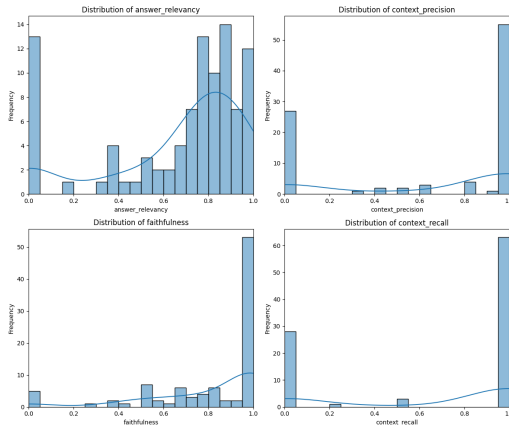 Distribution of answer_relevancy
Frequency
14
12
10
8
6
4
2
0
0.0 0.2 0.4 0.6 0.8 1.0
answer_relevancy
Distribution of context_precision
Frequency
50
40
30
20
10
0
0.0 0.2 0.4 0.6 0.8 1.0
context_precision
Distribution of faithfulness
Frequency
50
40
30
20
10
0
0.0 0.2 0.4 0.6 0.8 1.0
faithfulness
Distribution of context_recall
Frequency
60
50
40
30
20
10
0
0.0 0.2 0.4 0.6 0.8 1.0
context_recall